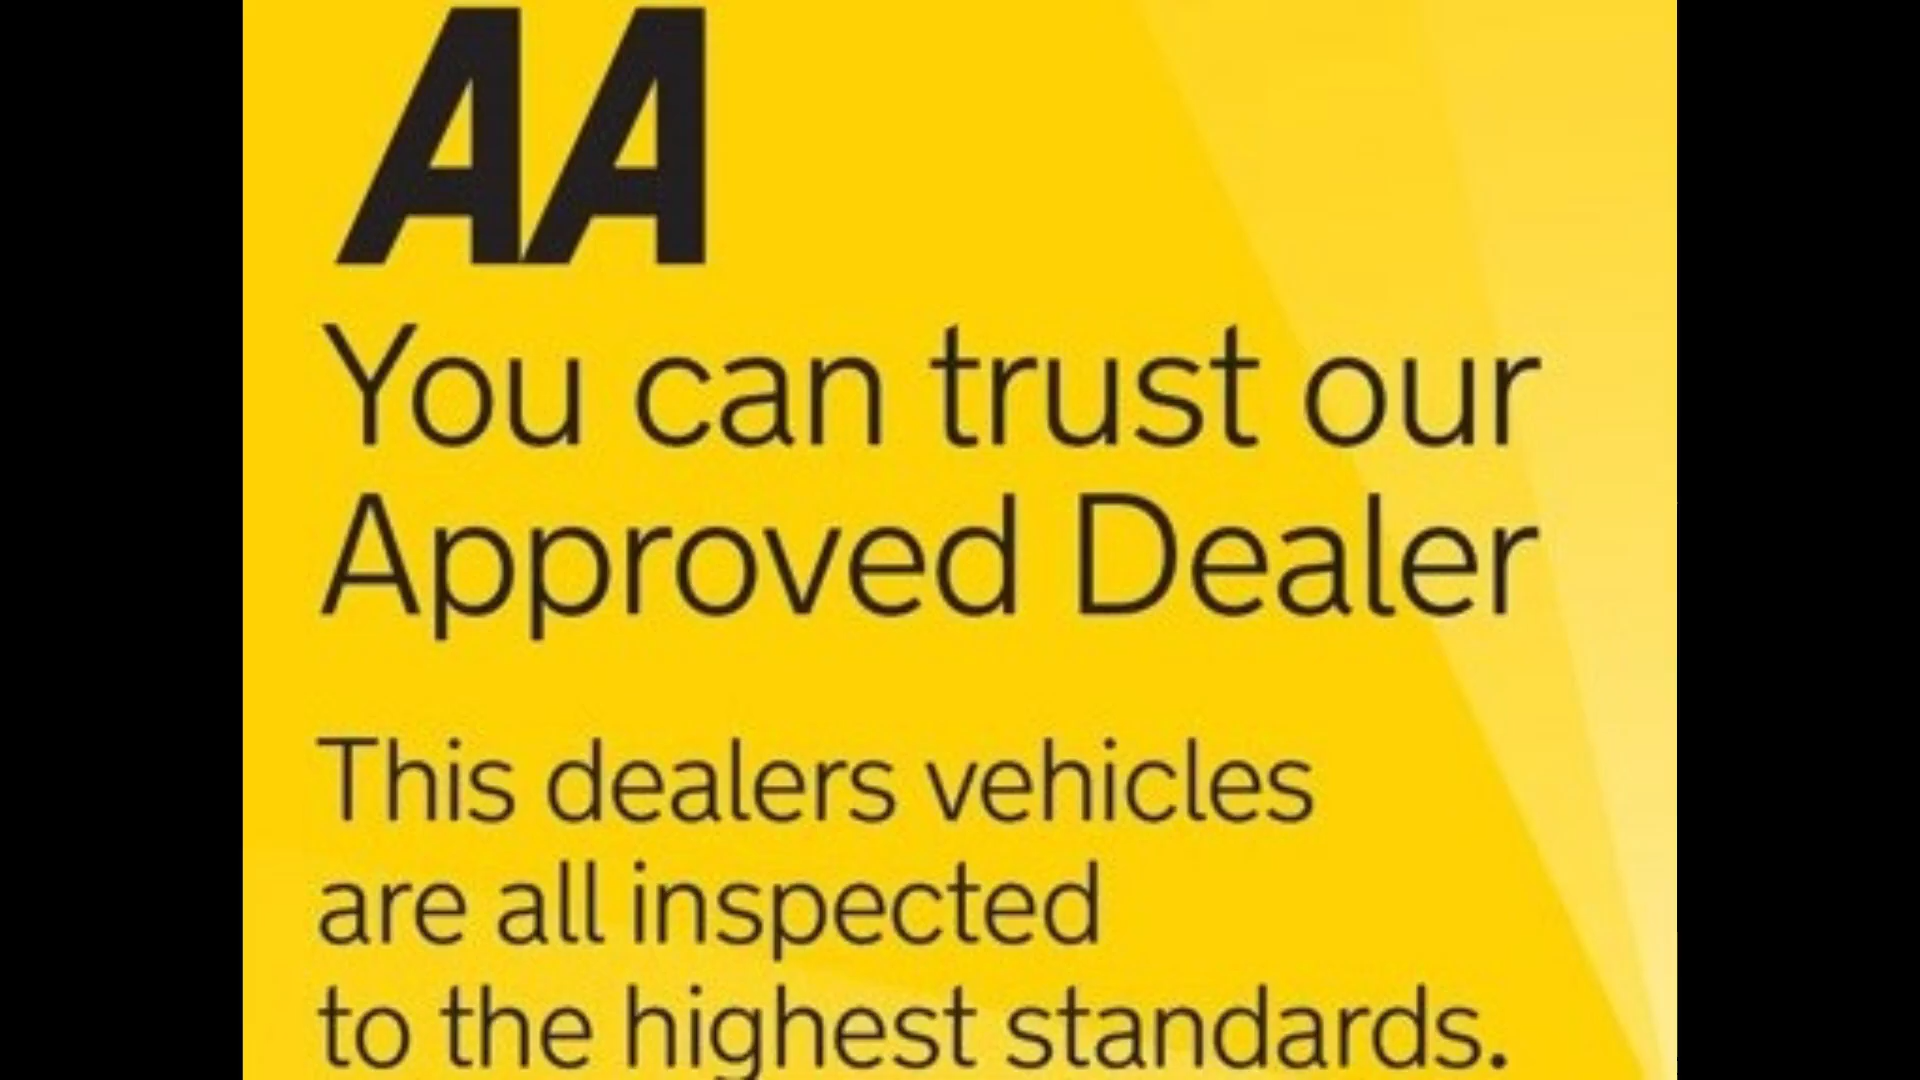 AA
You can trust our
Approved Dealer
This dealers vehicles
are all inspected
to the highest standards.